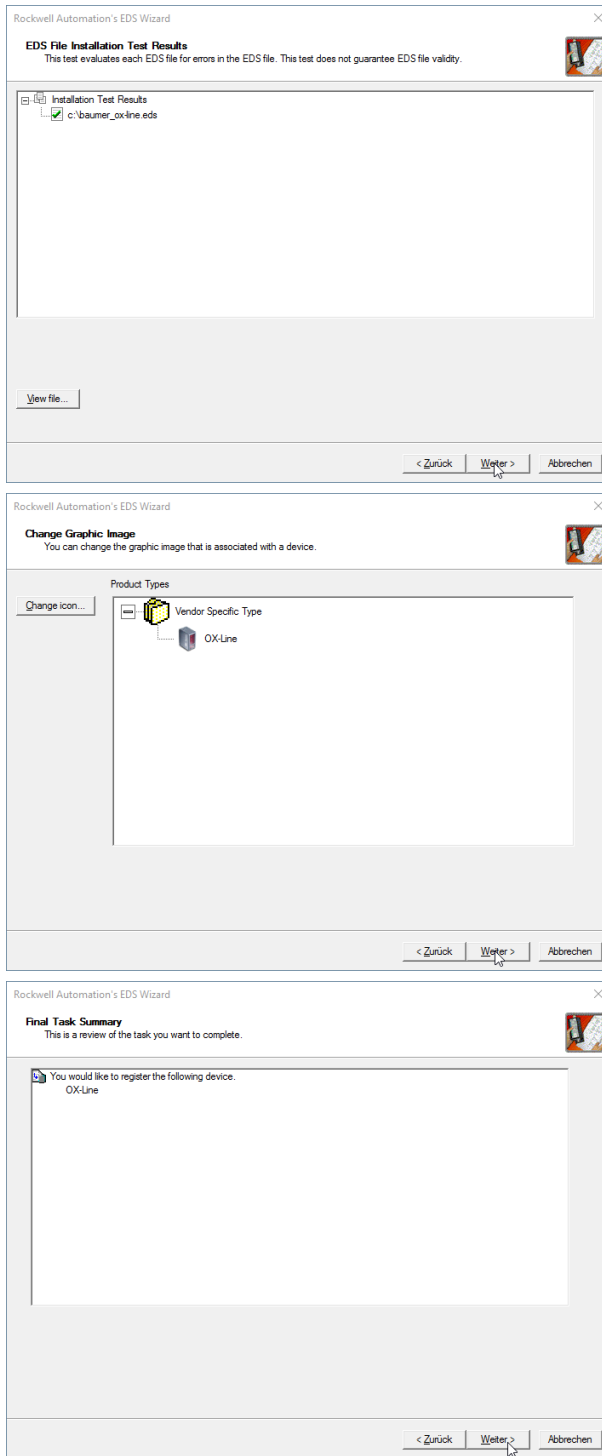 Rockwell Automation's EDS Wizard
EDS File Installation Test Results
This test evaluates each EDS file for errors in the EDS file. This test does not guarantee EDS file validity.
Installation Test Results
c:\baumer_ox-line.eds
View file...
< Zurück Weiter > Abbrechen
Rockwell Automation's EDS Wizard
Change Graphic Image
You can change the graphic image that is associated with a device.
Product Types
Change icon...
Vendor Specific Type
OX-Line
< Zurück Weiter > Abbrechen
Rockwell Automation's EDS Wizard
Final Task Summary
This is a review of the task you want to complete.
You would like to register the following device.
OX-Line
< Zurück Weiter > Abbrechen